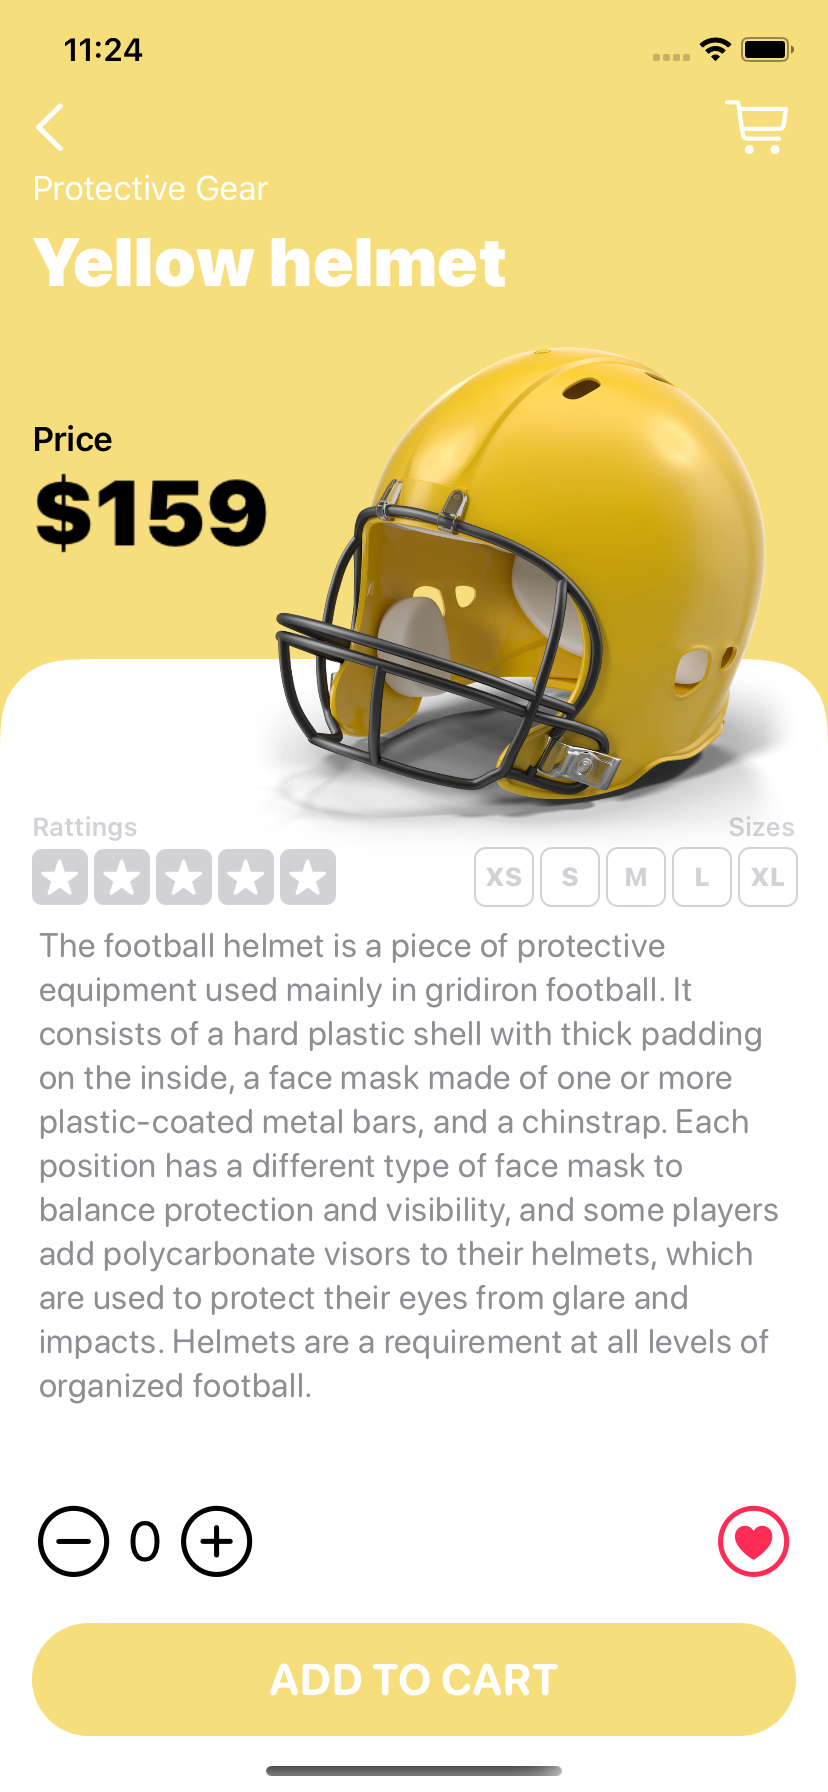 11:24
Protective Gear
Yellow helmet
Price
$159
Rattings
Sizes
XS S M L XL
The football helmet is a piece of protective
equipment used mainly in gridiron football. It
consists of a hard plastic shell with thick padding
on the inside, a face mask made of one or more
plastic-coated metal bars, and a chinstrap. Each
position has a different type of face mask to
balance protection and visibility, and some players
add polycarbonate visors to their helmets, which
are used to protect their eyes from glare and
impacts. Helmets are a requirement at all levels of
organized football.
0
ADD TO CART